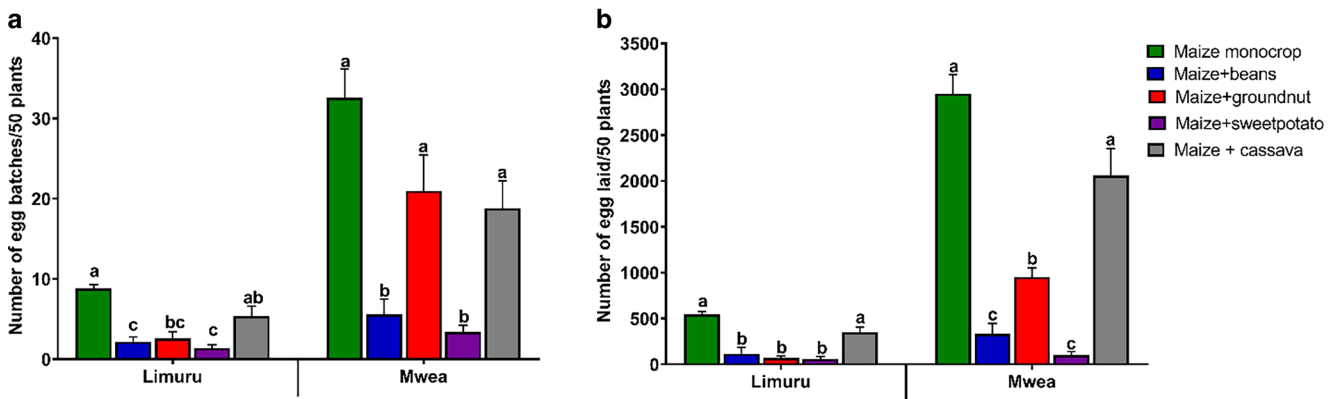 a
Number of egg batches/50 plants
40
30
20
10
0
a
c
bc
c
ab
a
b
a
b
a
Limuru
Mwea
b
Number of egg laid/50 plants
3500
3000
2500
2000
1500
1000
500
0
a
b
b
b
a
a
c
b
c
a
Limuru
Mwea
Maize monocrop
Maize+beans
Maize+groundnut
Maize+sweetpotato
Maize + cassava